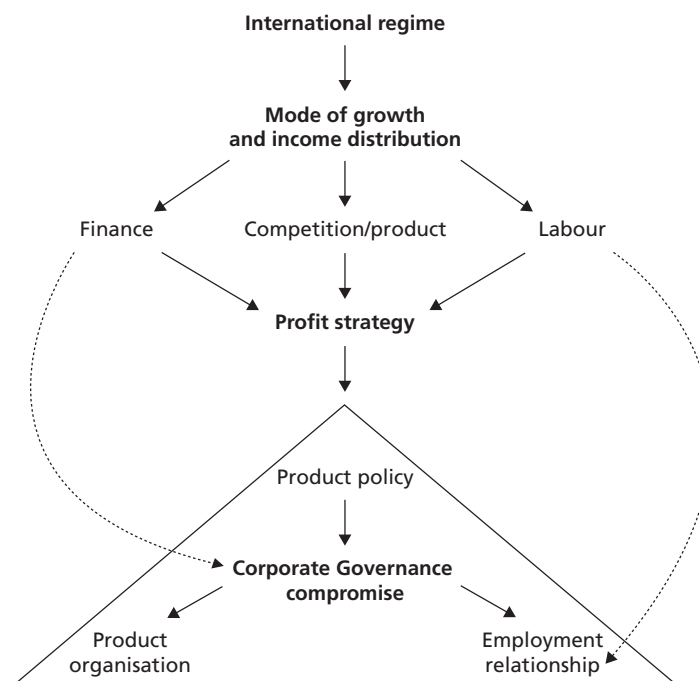 International regime
Mode of growth
and income distribution
Finance
Competition/product
Labour
Profit strategy
Product policy
Corporate Governance
compromise
Product
organisation
Employment
relationship